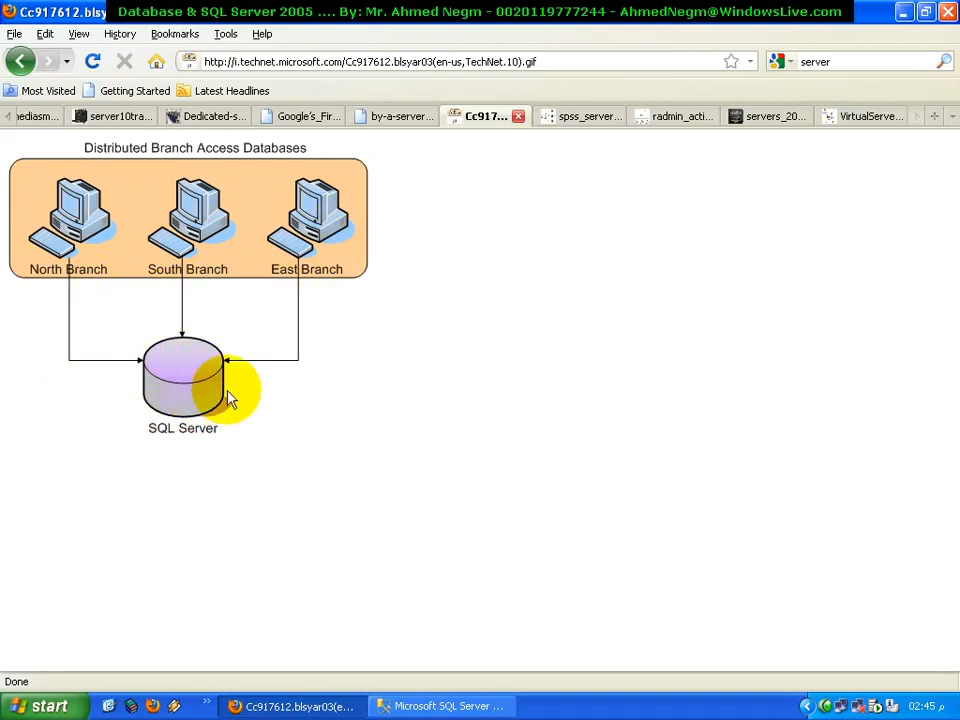 Cc917612.blsy
Database & SQL Server 2005 .... By: Mr. Ahmed Negm - 0020119777244 - AhmedNegm@WindowsLive.com
File Edit View History Bookmarks Tools Help
http://i.technet.microsoft.com/Cc917612.blsyar03(en-us,TechNet.10).gif
server
Most Visited Getting Started Latest Headlines
nediasm... server10tra... Dedicated-s... Google's_Fir... by-a-server... Cc917... spss_server... radmin_acti... servers_20... VirtualServe...
Distributed Branch Access Databases
North Branch South Branch East Branch
SQL Server
Done
start Cc917612.blsyar03(e... Microsoft SQL Server ... 02:45 م